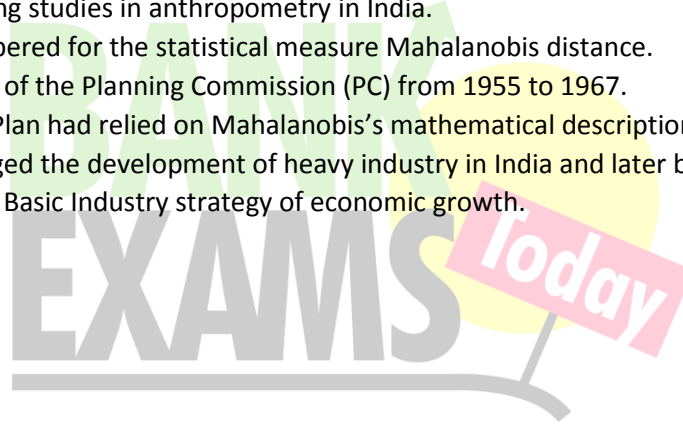 ng studies in anthropometry in India.
bered for the statistical measure Mahalanobis distance.
of the Planning Commission (PC) from 1955 to 1967.
Plan had relied on Mahalanobis's mathematical description
ged the development of heavy industry in India and later b
Basic Industry strategy of economic growth.
BANK
EXAMS
Today